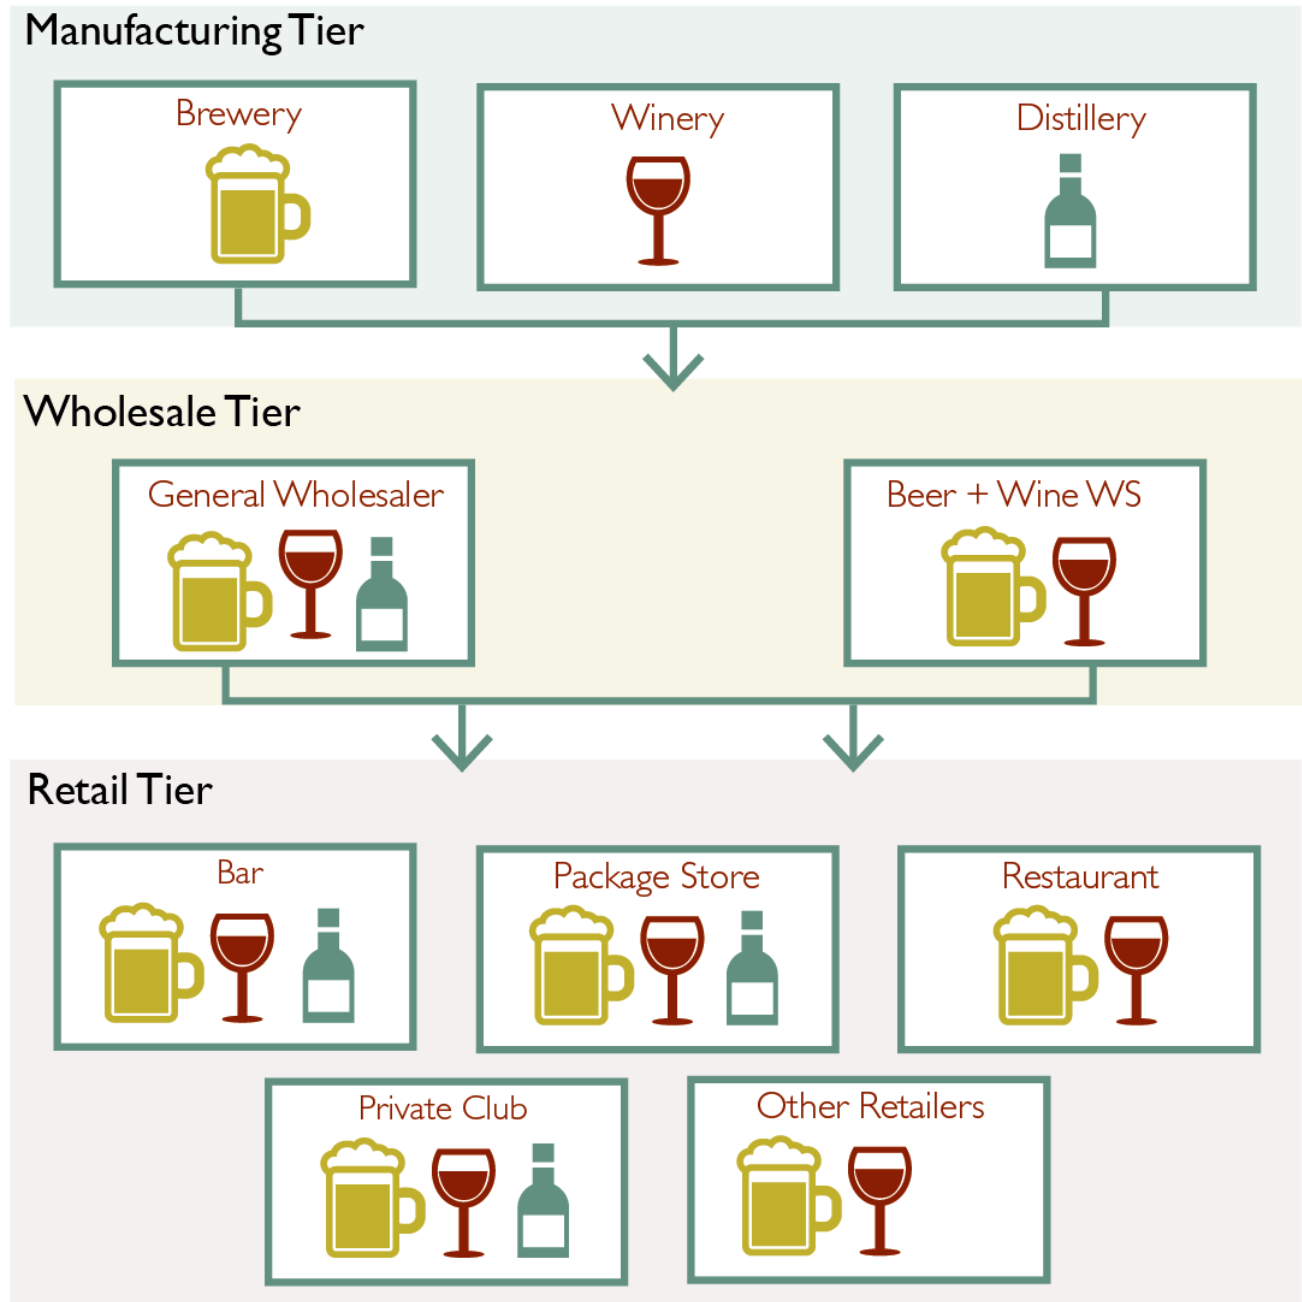 Manufacturing Tier
Brewery
Winery
Distillery
Wholesale Tier
General Wholesaler
Beer + Wine WS
Retail Tier
Bar
Package Store
Restaurant
Private Club
Other Retailers